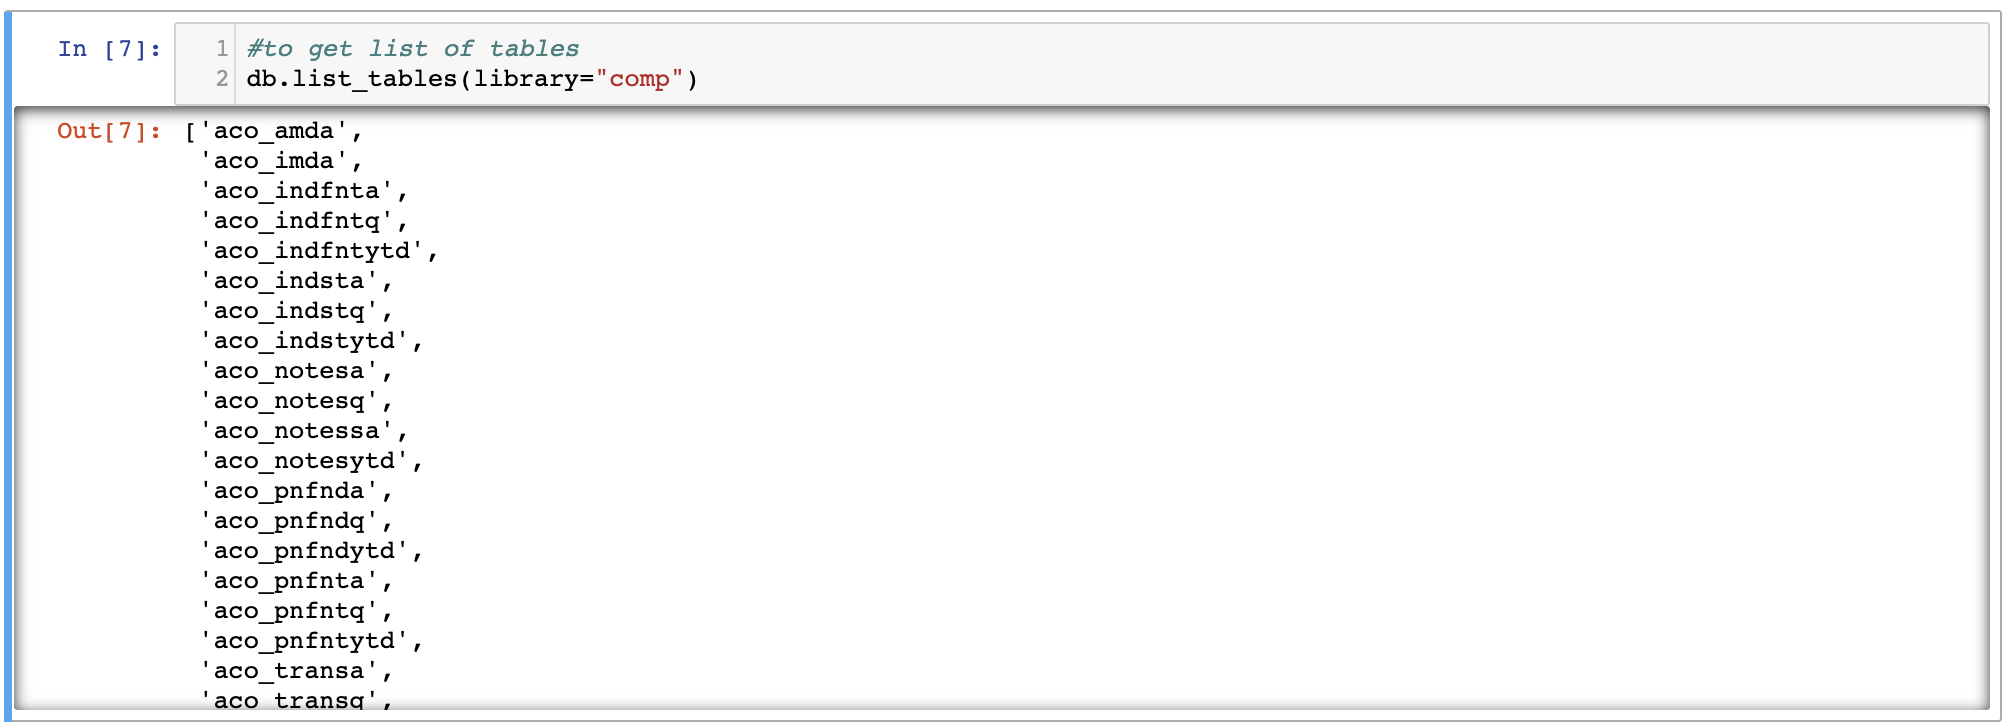 In [7]:
1 #to get list of tables
2 db.list_tables(library="comp")
Out[7]: ['aco_amda',
'aco_imda',
'aco_indfnta',
'aco_indfntq',
'aco_indfntytd',
'aco_indsta',
'aco_indstq',
'aco_indstytd',
'aco_notesa',
'aco_notesq',
'aco_notessa',
'aco_notesytd',
'aco_pnfnda',
'aco_pnfndq',
'aco_pnfndytd',
'aco_pnfnta',
'aco_pnfntq',
'aco_pnfntytd',
'aco_transa',
'aco_transq',